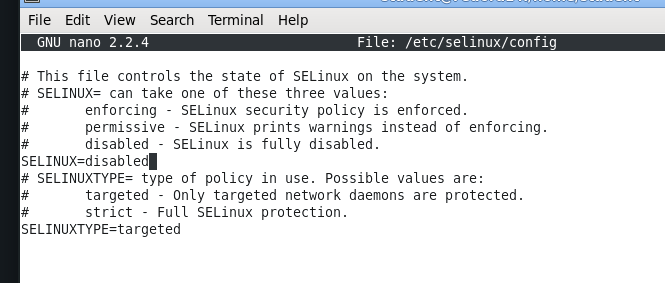 File Edit View Search Terminal Help
GNU nano 2.2.4 File: /etc/selinux/config
# This file controls the state of SELinux on the system.
# SELINUX= can take one of these three values:
# enforcing - SELinux security policy is enforced.
# permissive - SELinux prints warnings instead of enforcing.
# disabled - SELinux is fully disabled.
SELINUX=disabled
# SELINUXTYPE= type of policy in use. Possible values are:
# targeted - Only targeted network daemons are protected.
# strict - Full SELinux protection.
SELINUXTYPE=targeted